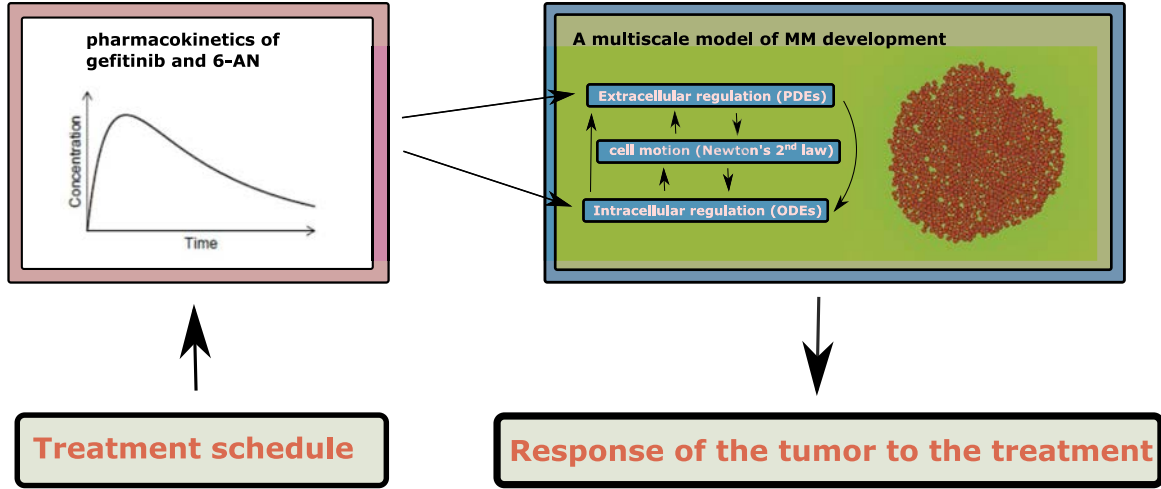 pharmacokinetics of
gefitinib and 6-AN
Concentration
Time
A multiscale model of MM development
Extracellular regulation (PDEs)
cell motion (Newton's 2nd law)
Intracellular regulation (ODEs)
Treatment schedule
Response of the tumor to the treatment